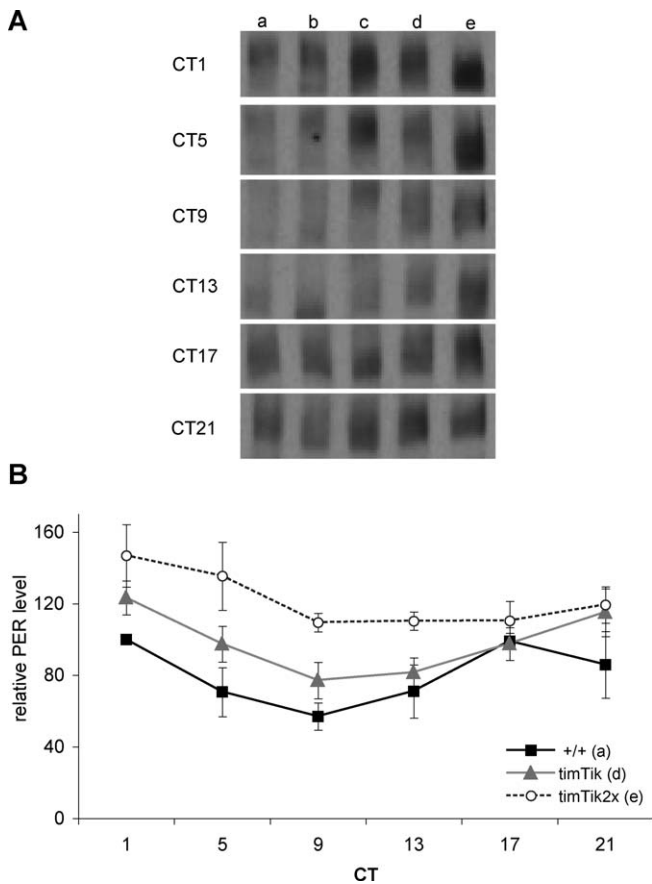 A
a b c d e
CT1
CT5
CT9
CT13
CT17
CT21
B
160
120
80
40
0
relative PER level
+/+ (a)
timTik (d)
timTik2x (e)
1 5 9 13 17 21
CT